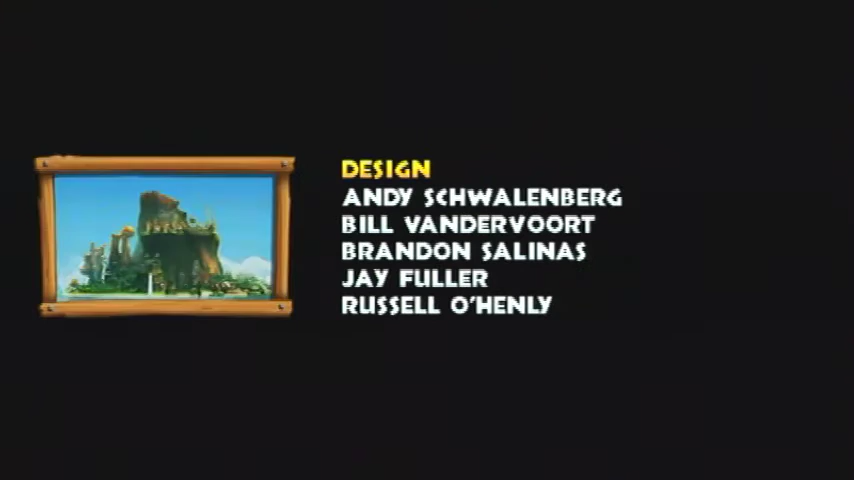 DESIGN
ANDY SCHWALENBERG
BILL VANDERVOORT
BRANDON SALINAS
JAY FULLER
RUSSELL O'HENLY